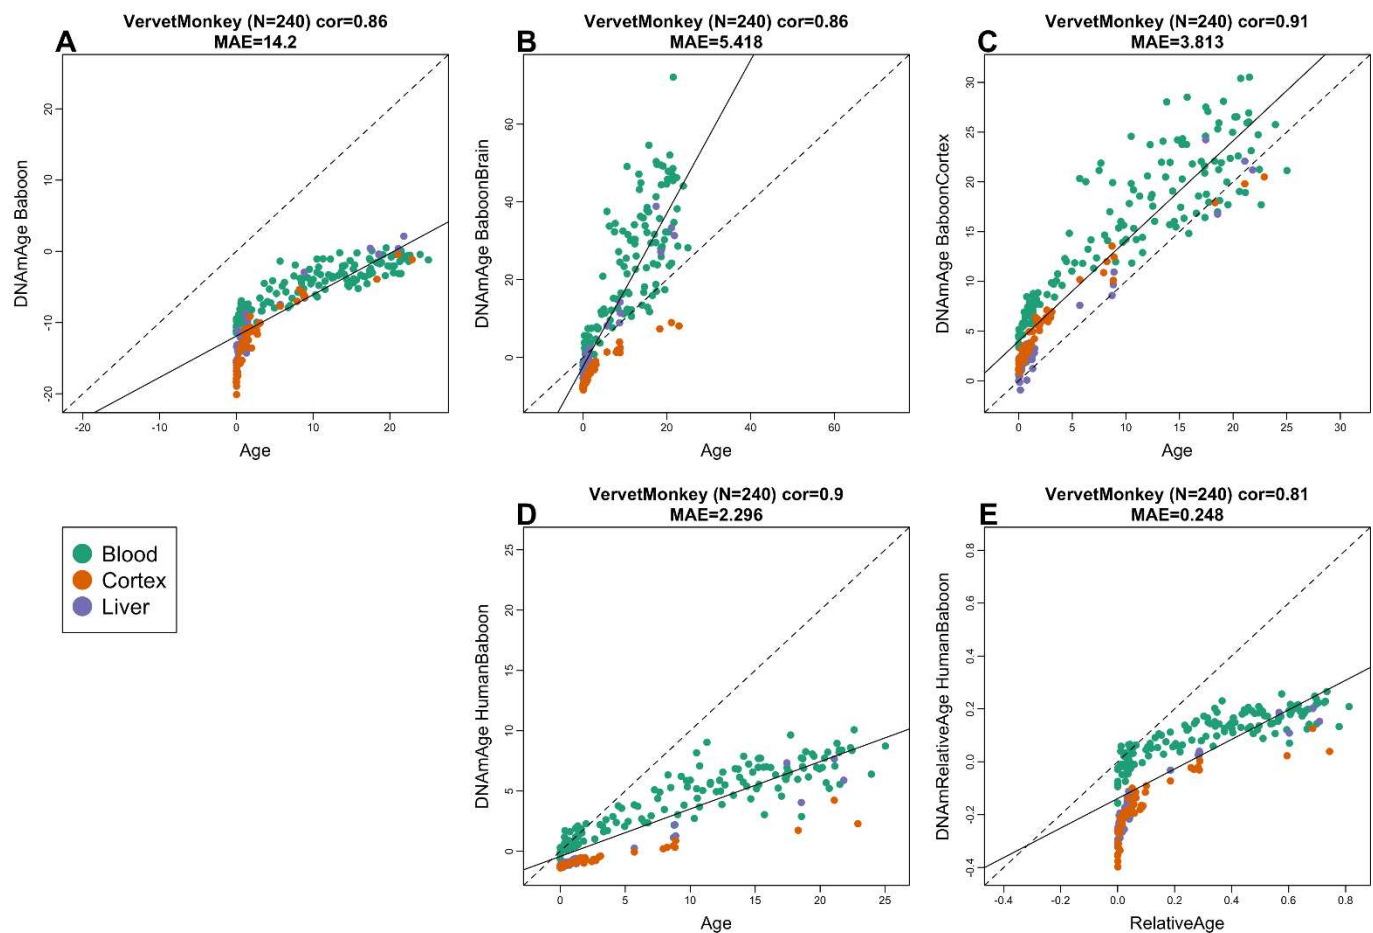 A
VervetMonkey (N=240) cor=0.86
MAE=14.2
DNAmAge Baboon
20
10
0
-10
-20
-20 -10 0 10 20
Age
B
VervetMonkey (N=240) cor=0.86
MAE=5.418
DNAmAge BaboonBrain
60
40
20
0
0 20 40 60
Age
C
VervetMonkey (N=240) cor=0.91
MAE=3.813
DNAmAge BaboonCortex
30
25
20
15
10
5
0
0 5 10 15 20 25 30
Age
Blood
Cortex
Liver
D
VervetMonkey (N=240) cor=0.9
MAE=2.296
DNAmAge HumanBaboon
25
20
15
10
5
0
0 5 10 15 20 25
Age
E
VervetMonkey (N=240) cor=0.81
MAE=0.248
DNAmRelativeAge HumanBaboon
0.8
0.6
0.4
0.2
0.0
-0.2
-0.4
-0.4 -0.2 0.0 0.2 0.4 0.6 0.8
RelativeAge